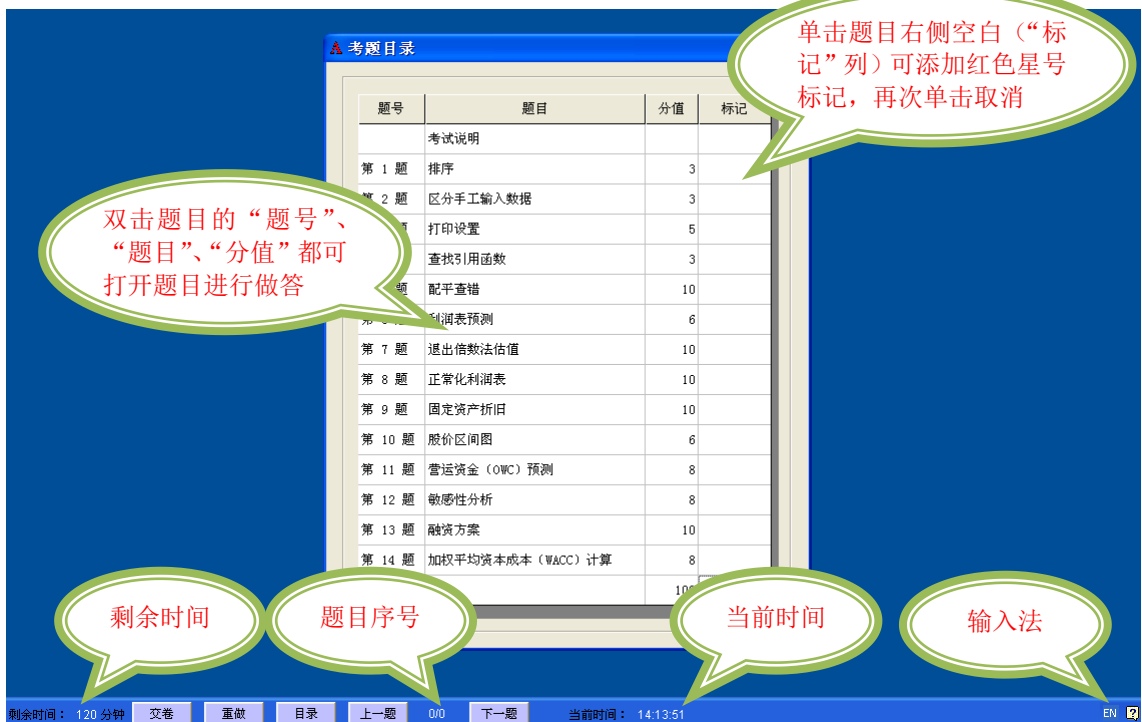 考题目录
单击题目右侧空白（“标
记”列）可添加红色星号
标记，再次单击取消
题号 题目 分值 标记
考试说明
第 1 题 排序 3
2 题 区分手工输入数据 3
打印设置 5
查找引用函数 3
题 配平查错 10
利润表预测 6
第 7 题 退出倍数法估值 10
第 8 题 正常化利润表 10
第 9 题 固定资产折旧 10
第 10 题 股价区间图 6
第 11 题 营运资金（OWC）预测 8
第 12 题 敏感性分析 8
第 13 题 融资方案 10
第 14 题 加权平均资本成本（WACC）计算 8
双击题目的“题号”、
“题目”、“分值”都可
打开题目进行做答
剩余时间
题目序号
当前时间
输入法
剩余时间： 120 分钟 交卷 重做 目录 上一题 0/0 下一题 当前时间： 14:13:51 EN ?